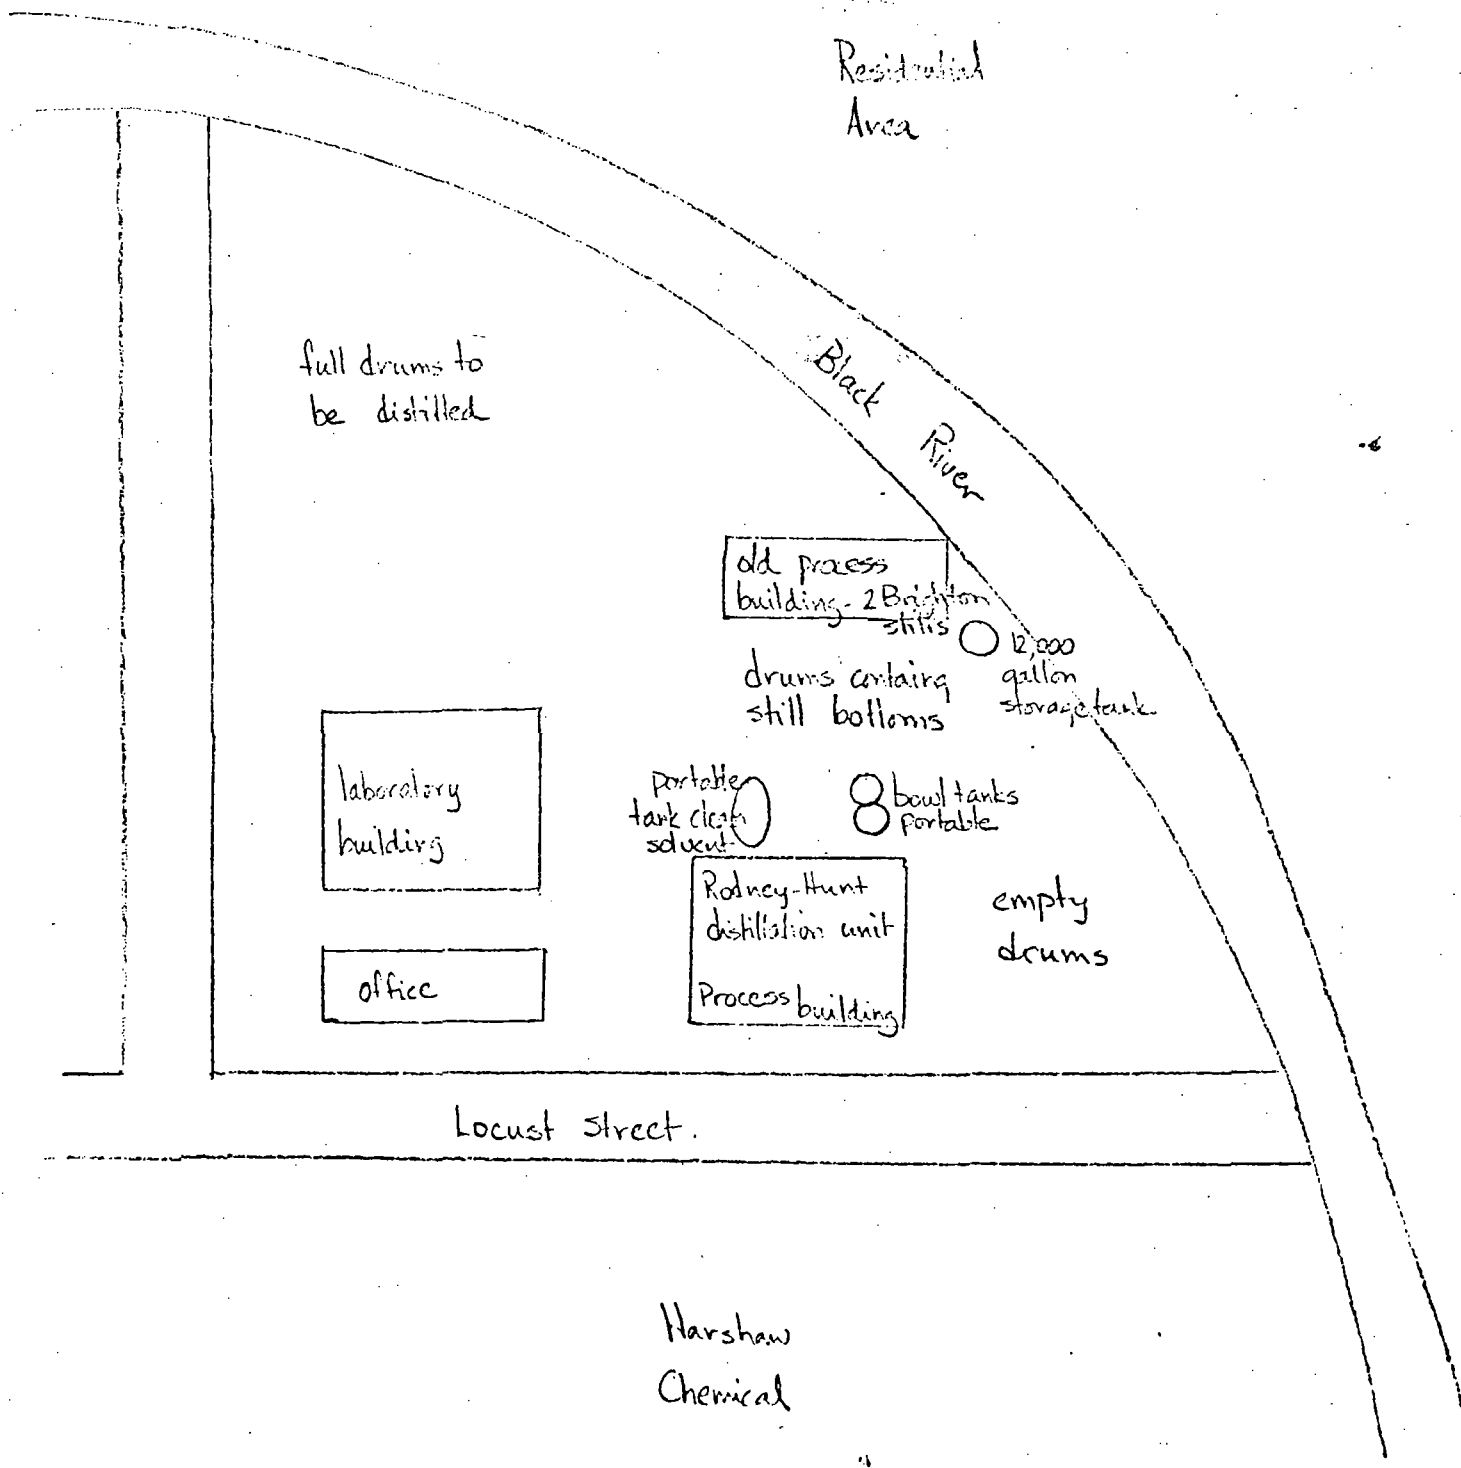 Residential
Area
Black
River
full drums to
be distilled
old process
building - 2 Brighton
stills
12,000
gallon
storage tank
drums containg
still bottoms
laboratory
building
portable
tank clean
solvent
bowl tanks
portable
Rodney-Hunt
distillation unit
Process building
empty
drums
office
Locust Street.
Harshaw
Chemical